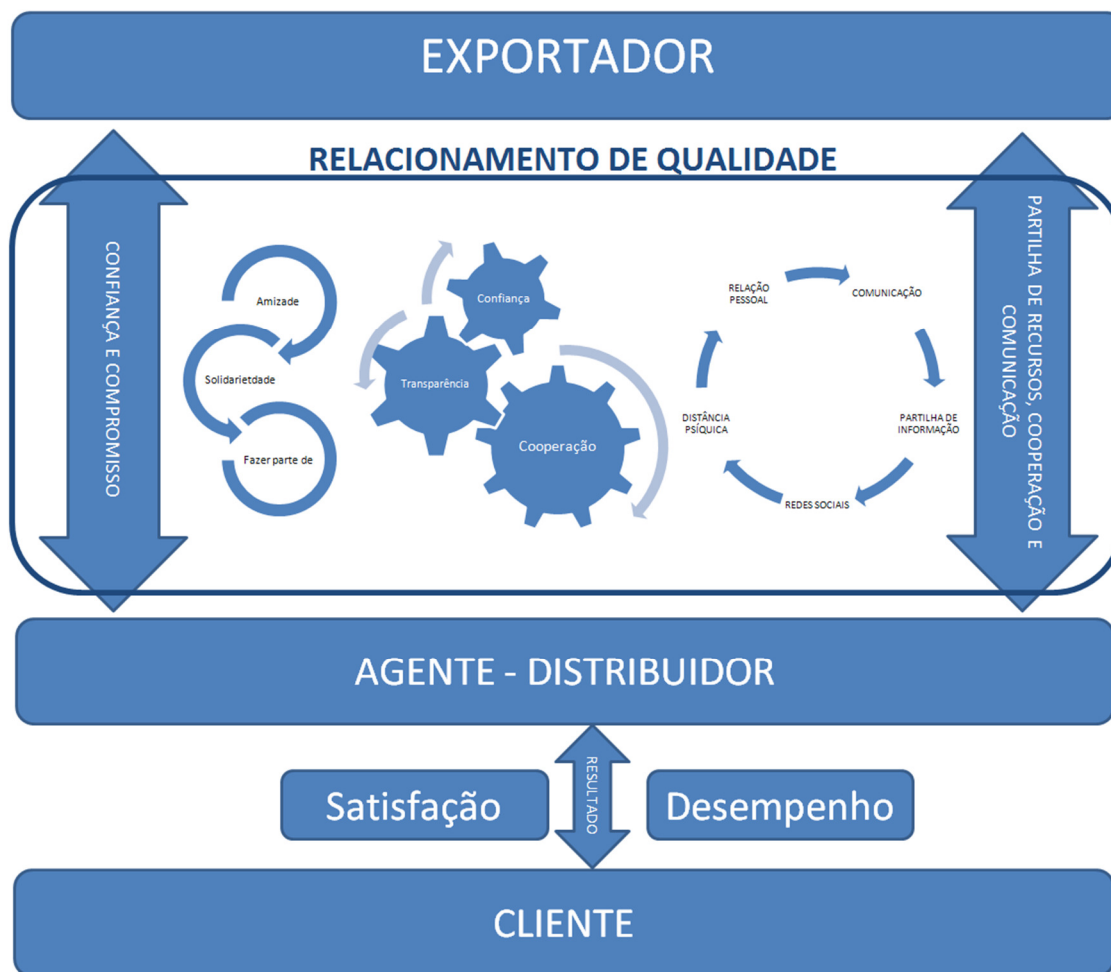 EXPORTADOR
RELACIONAMENTO DE QUALIDADE
CONFIANÇA E COMPROMISSO
Amizade
Solidarietdade
Fazer parte de
Confiança
Transparência
Cooperação
RELAÇÃO
PESSOAL
COMUNICAÇÃO
PARTILHA DE
INFORMAÇÃO
REDES SOCIAIS
DISTÂNCIA
PSÍQUICA
PARTILHA DE RECURSOS, COOPERAÇÃO E
COMUNICAÇÃO
AGENTE - DISTRIBUIDOR
Satisfação
RESULTADO
Desempenho
CLIENTE